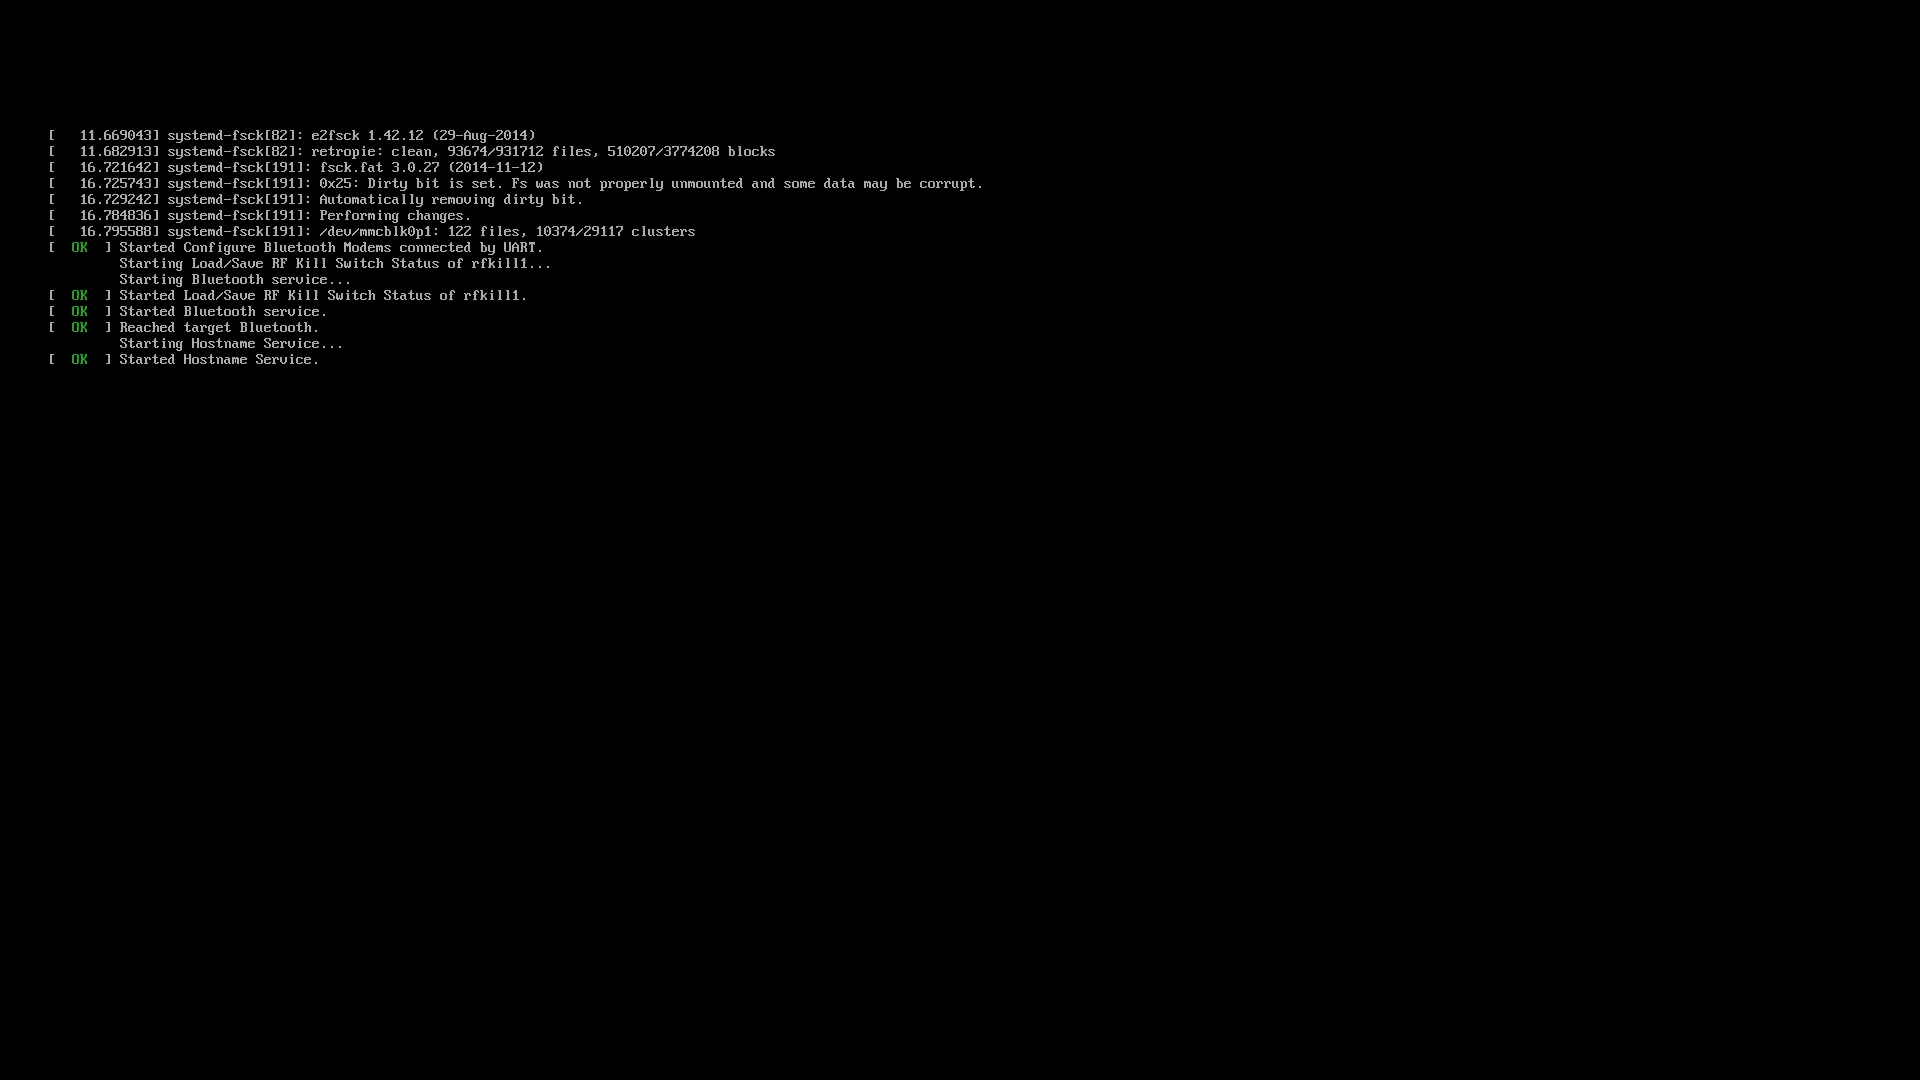 [   11.669043] systemd-fsck[82]: e2fsck 1.42.12 (29-Aug-2014)
[   11.682913] systemd-fsck[82]: retropie: clean, 93674/931712 files, 510207/3774208 blocks
[   16.721642] systemd-fsck[191]: fsck.fat 3.0.27 (2014-11-12)
[   16.725743] systemd-fsck[191]: 0x25: Dirty bit is set. Fs was not properly unmounted and some data may be corrupt.
[   16.729242] systemd-fsck[191]: Automatically removing dirty bit.
[   16.784836] systemd-fsck[191]: Performing changes.
[   16.795588] systemd-fsck[191]: /dev/mmcblk0p1: 122 files, 10374/29117 clusters
[  OK  ] Started Configure Bluetooth Modems connected by UART.
         Starting Load/Save RF Kill Switch Status of rfkill1...
         Starting Bluetooth service...
[  OK  ] Started Load/Save RF Kill Switch Status of rfkill1.
[  OK  ] Started Bluetooth service.
[  OK  ] Reached target Bluetooth.
         Starting Hostname Service...
[  OK  ] Started Hostname Service.